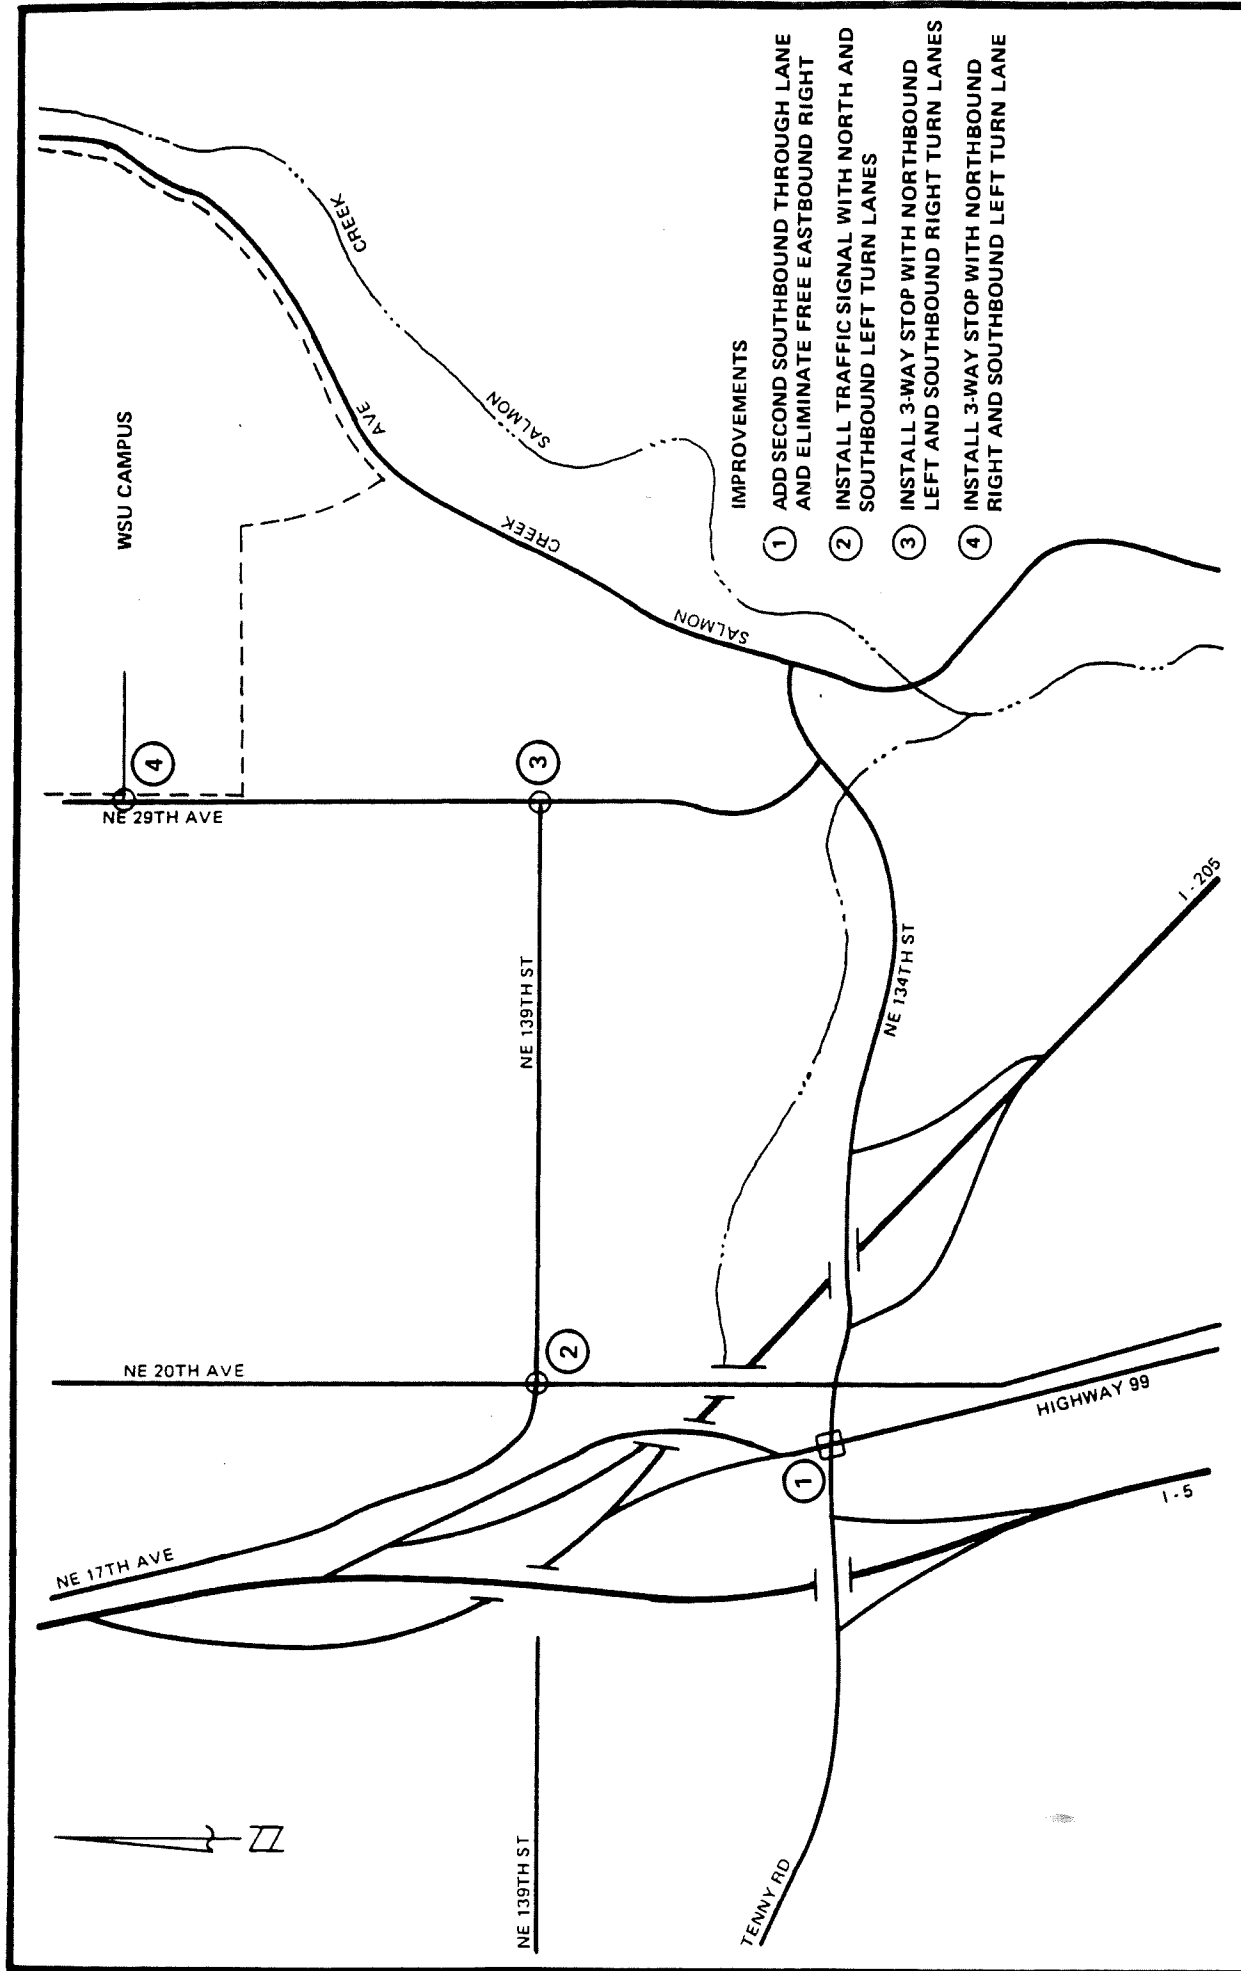 WSU CAMPUS
CREEK
AVE
SALMON
CREEK
SALMON
NE 29TH AVE
4
3
NE 139TH ST
NE 134TH ST
I - 205
NE 20TH AVE
2
1
HIGHWAY 99
I - 5
NE 17TH AVE
N
NE 139TH ST
TENNY RD
IMPROVEMENTS
1 ADD SECOND SOUTHBOUND THROUGH LANE
AND ELIMINATE FREE EASTBOUND RIGHT
2 INSTALL TRAFFIC SIGNAL WITH NORTH AND
SOUTHBOUND LEFT TURN LANES
3 INSTALL 3-WAY STOP WITH NORTHBOUND
LEFT AND SOUTHBOUND RIGHT TURN LANES
4 INSTALL 3-WAY STOP WITH NORTHBOUND
RIGHT AND SOUTHBOUND LEFT TURN LANE